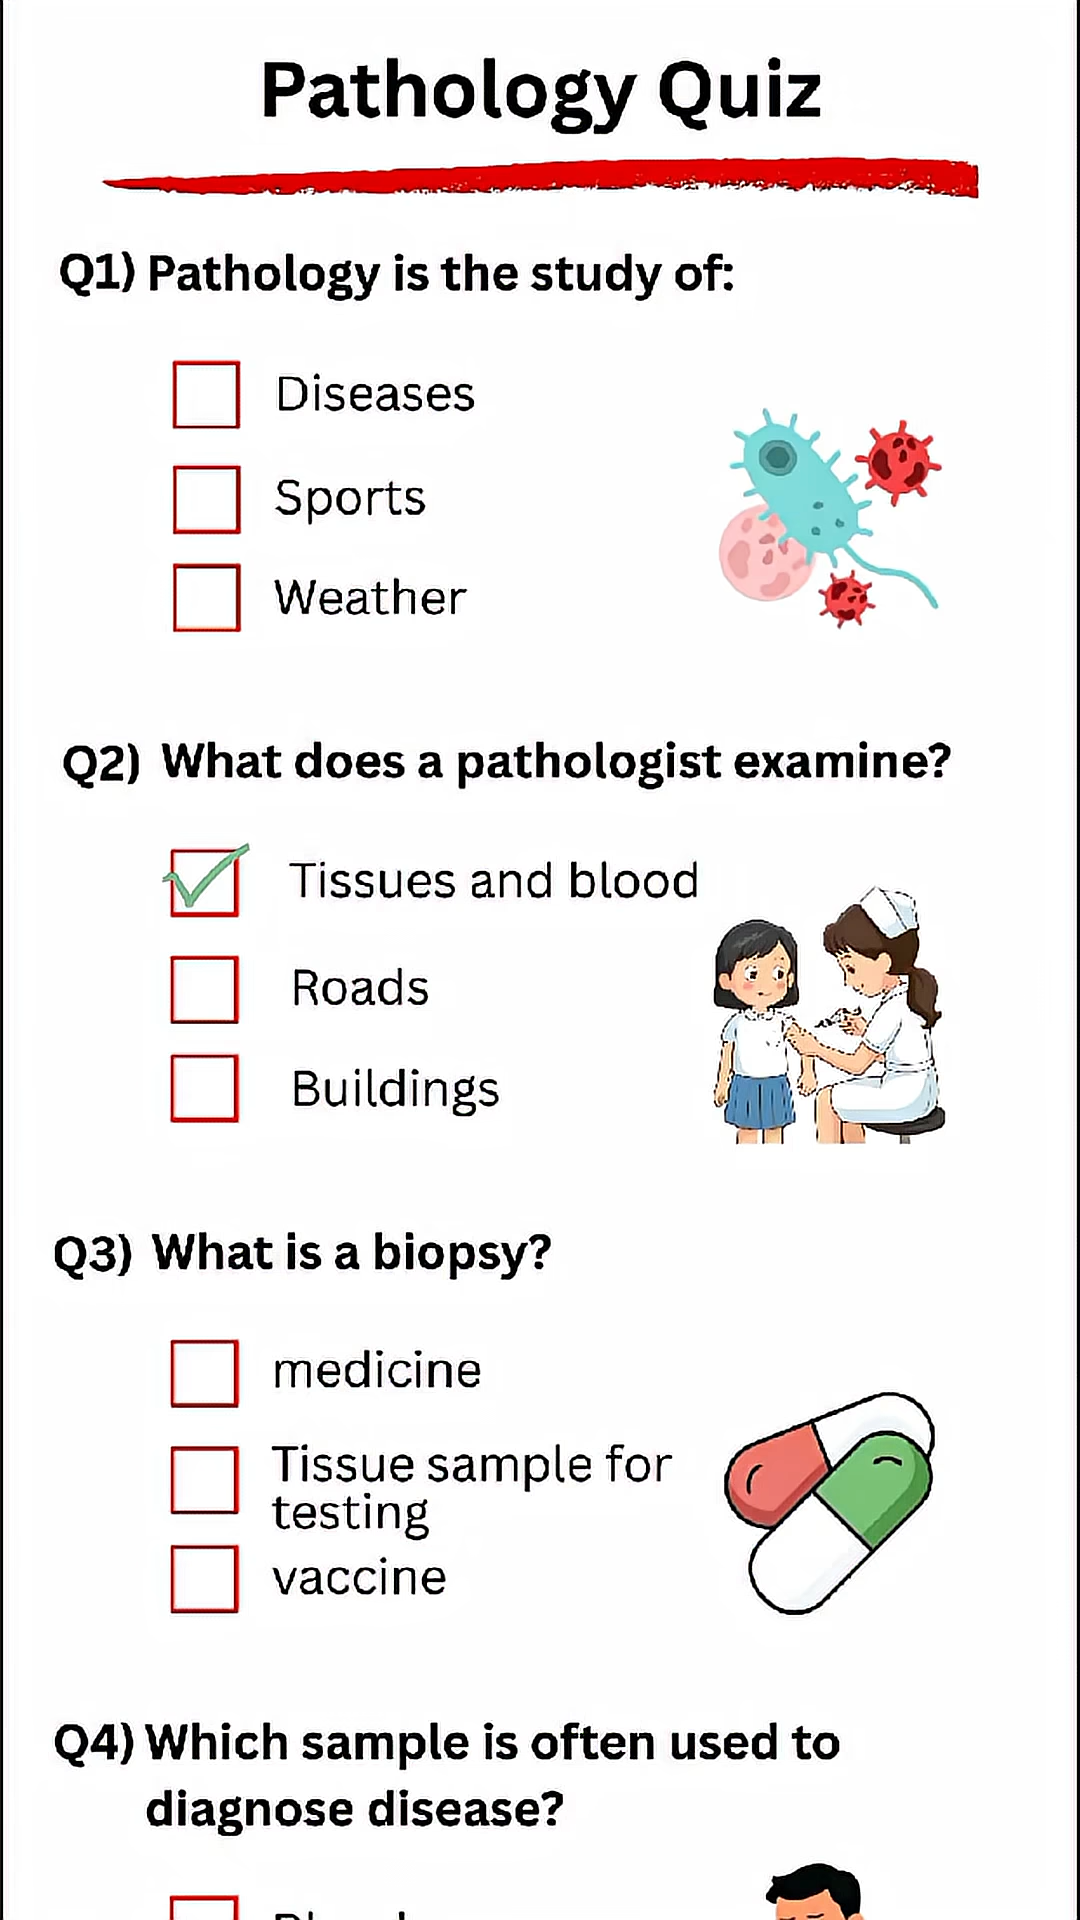 Pathology Quiz
Q1) Pathology is the study of:
Diseases
Sports
Weather
Q2) What does a pathologist examine?
Tissues and blood
Roads
Buildings
Q3) What is a biopsy?
medicine
Tissue sample for
testing
vaccine
Q4) Which sample is often used to
diagnose disease?